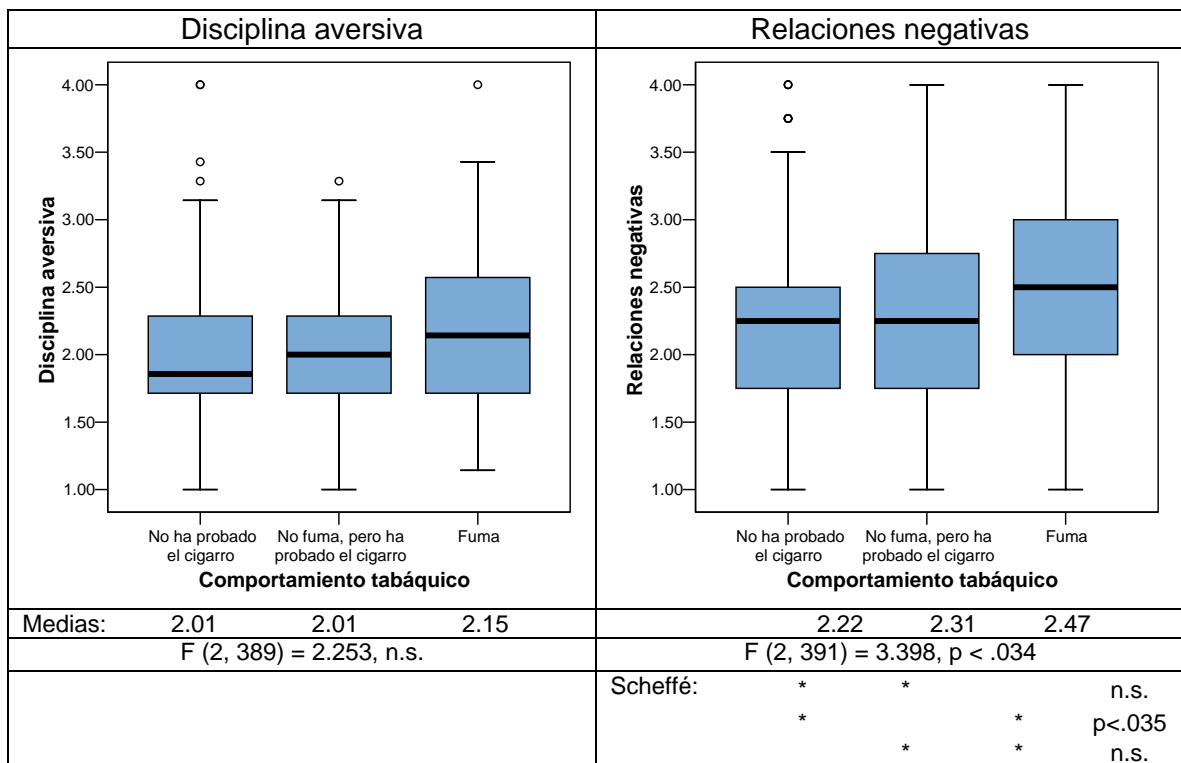 Disciplina aversiva
Relaciones negativas
Disciplina aversiva
4.00
3.50
3.00
2.50
2.00
1.50
1.00
No ha probado
el cigarro
No fuma, pero ha
probado el cigarro
Fuma
Comportamiento tabáquico
Relaciones negativas
4.00
3.50
3.00
2.50
2.00
1.50
1.00
No ha probado
el cigarro
No fuma, pero ha
probado el cigarro
Fuma
Comportamiento tabáquico
Medias: 2.01 2.01 2.15
2.22 2.31 2.47
F (2, 389) = 2.253, n.s.
F (2, 391) = 3.398, p < .034
Scheffé: * * n.s.
* * p<.035
* * n.s.